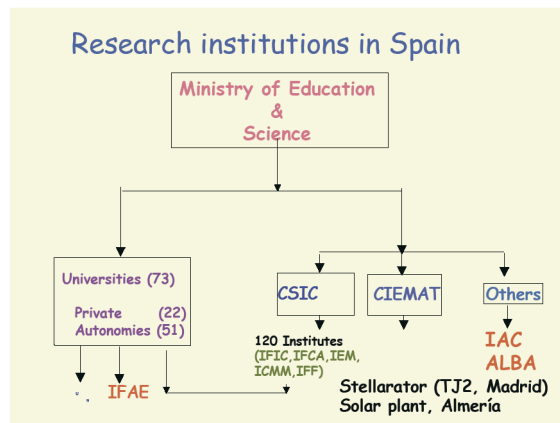 Research institutions in Spain
Ministry of Education
&
Science
Universities (73)
Private (22)
Autonomies (51)
CSIC
CIEMAT
Others
120 Institutes
(IFIC,IFCA,IEM,
ICMM,IFF)
IAC
ALBA
IFAE
Stellarator (TJ2, Madrid)
Solar plant, Almería